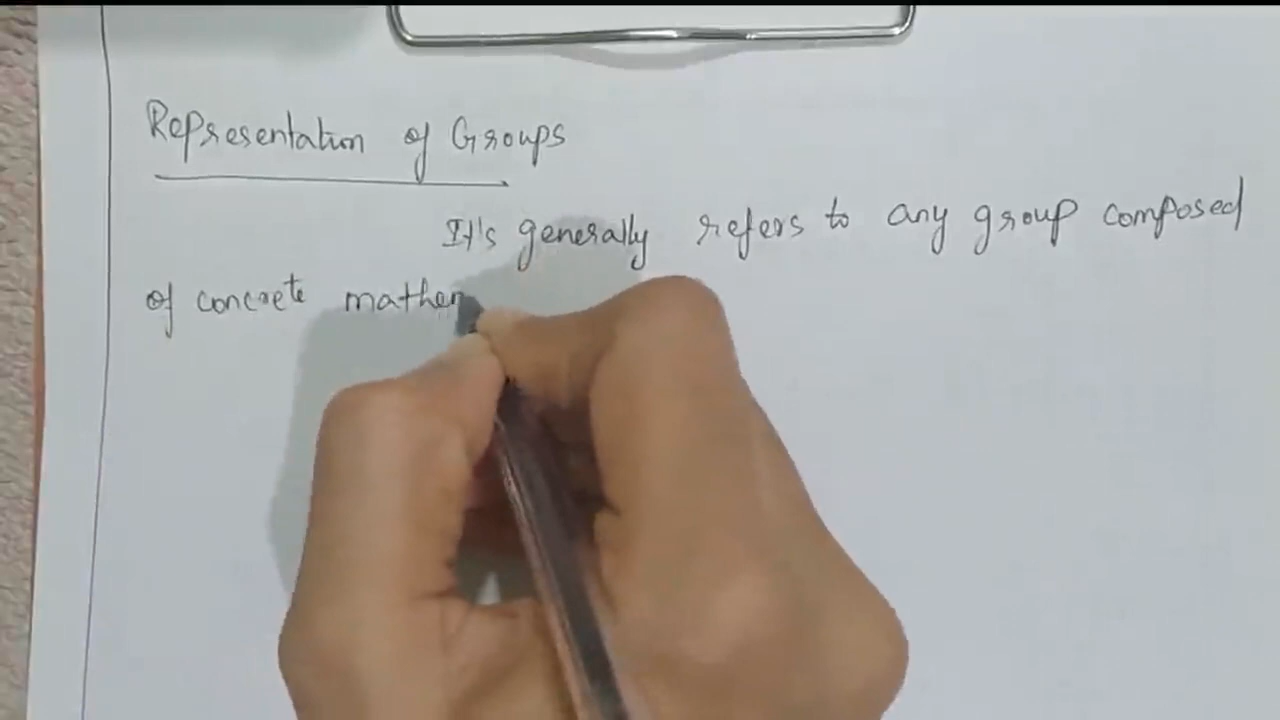 Representation of Groups
It's generally refers to any group composed
of concrete mathem